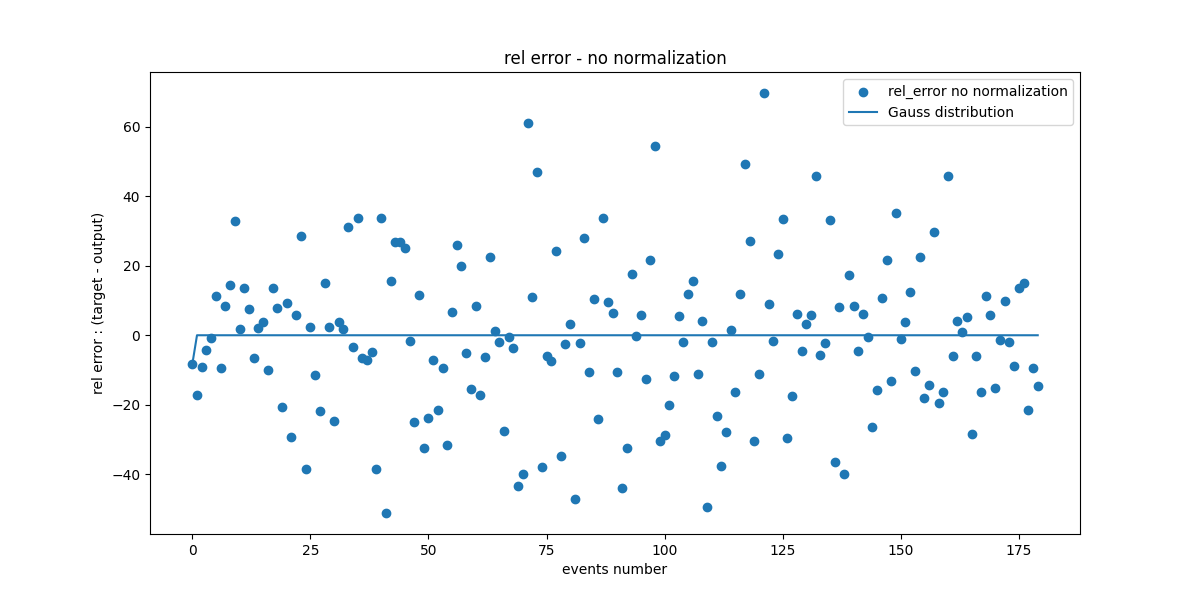 rel error - no normalization
rel_error no normalization
Gauss distribution
rel error : (target - output)
60
40
20
0
−20
−40
0 25 50 75 100 125 150 175
events number